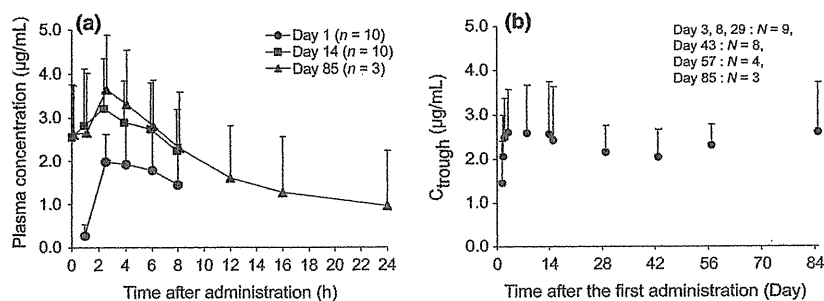 (a)
Day 1 (n = 10)
Day 14 (n = 10)
Day 85 (n = 3)
Plasma concentration (μg/mL)
5.0
4.0
3.0
2.0
1.0
0.0
0 2 4 6 8 10 12 14 16 18 20 22 24
Time after administration (h)
(b)
Day 3, 8, 29 : N = 9,
Day 43 : N = 8,
Day 57 : N = 4,
Day 85 : N = 3
Ctrough (μg/mL)
5.0
4.0
3.0
2.0
1.0
0.0
0 14 28 42 56 70 84
Time after the first administration (Day)